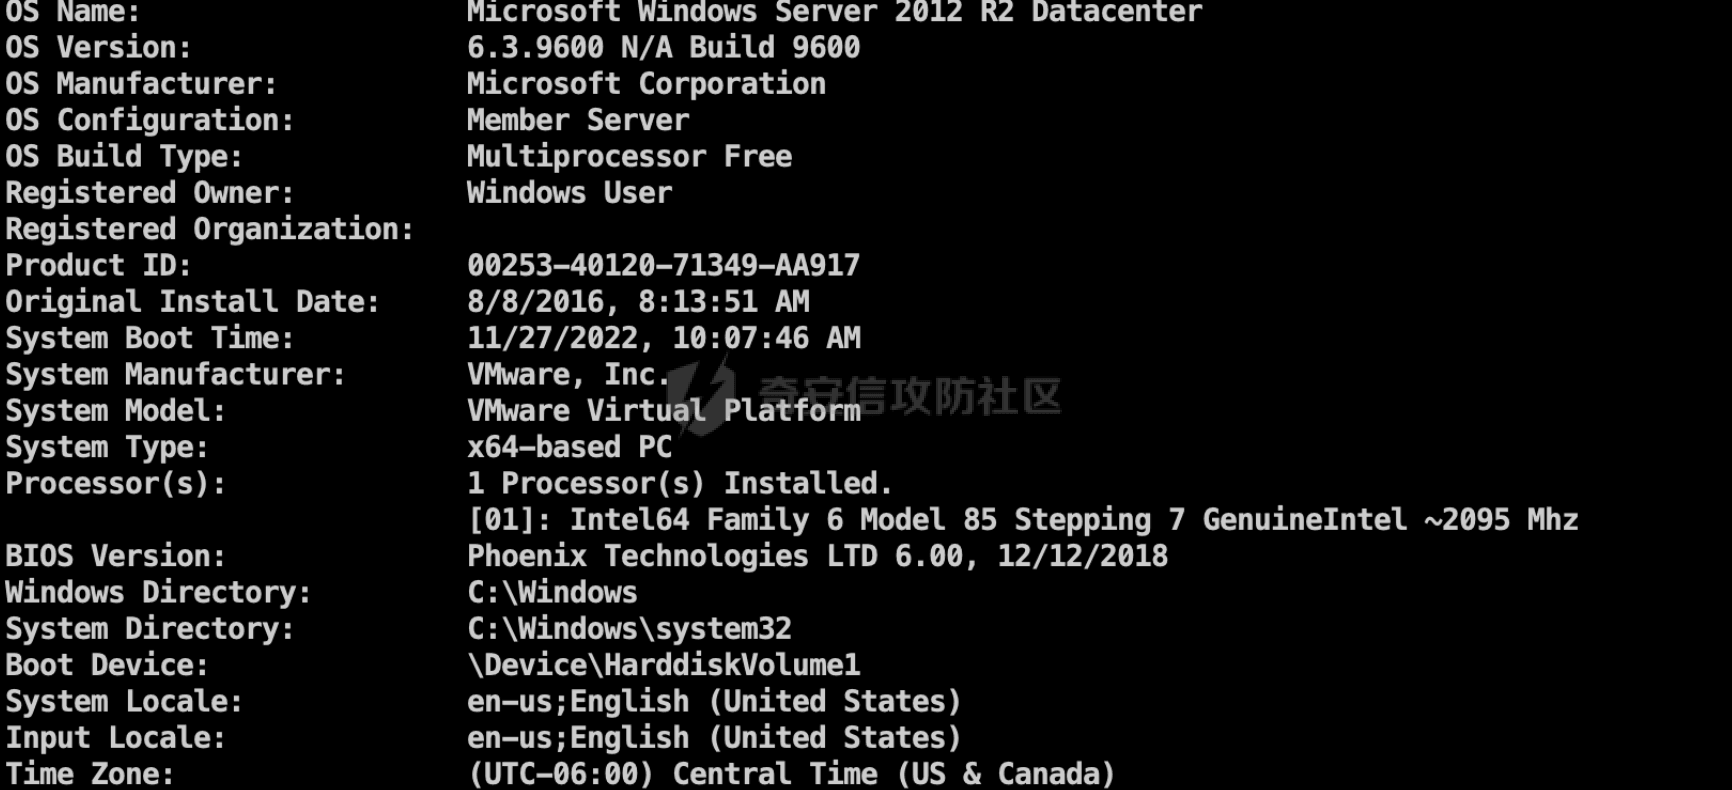 OS Name: Microsoft Windows Server 2012 R2 Datacenter
OS Version: 6.3.9600 N/A Build 9600
OS Manufacturer: Microsoft Corporation
OS Configuration: Member Server
OS Build Type: Multiprocessor Free
Registered Owner: Windows User
Registered Organization:
Product ID: 00253-40120-71349-AA917
Original Install Date: 8/8/2016, 8:13:51 AM
System Boot Time: 11/27/2022, 10:07:46 AM
System Manufacturer: VMware, Inc.
奇安信攻防社区
System Model: VMware Virtual Platform
System Type: x64-based PC
Processor(s): 1 Processor(s) Installed.
[01]: Intel64 Family 6 Model 85 Stepping 7 GenuineIntel ~2095 Mhz
BIOS Version: Phoenix Technologies LTD 6.00, 12/12/2018
Windows Directory: C:\Windows
System Directory: C:\Windows\system32
Boot Device: \Device\HarddiskVolume1
System Locale: en-us;English (United States)
Input Locale: en-us;English (United States)
Time Zone: (UTC-06:00) Central Time (US & Canada)